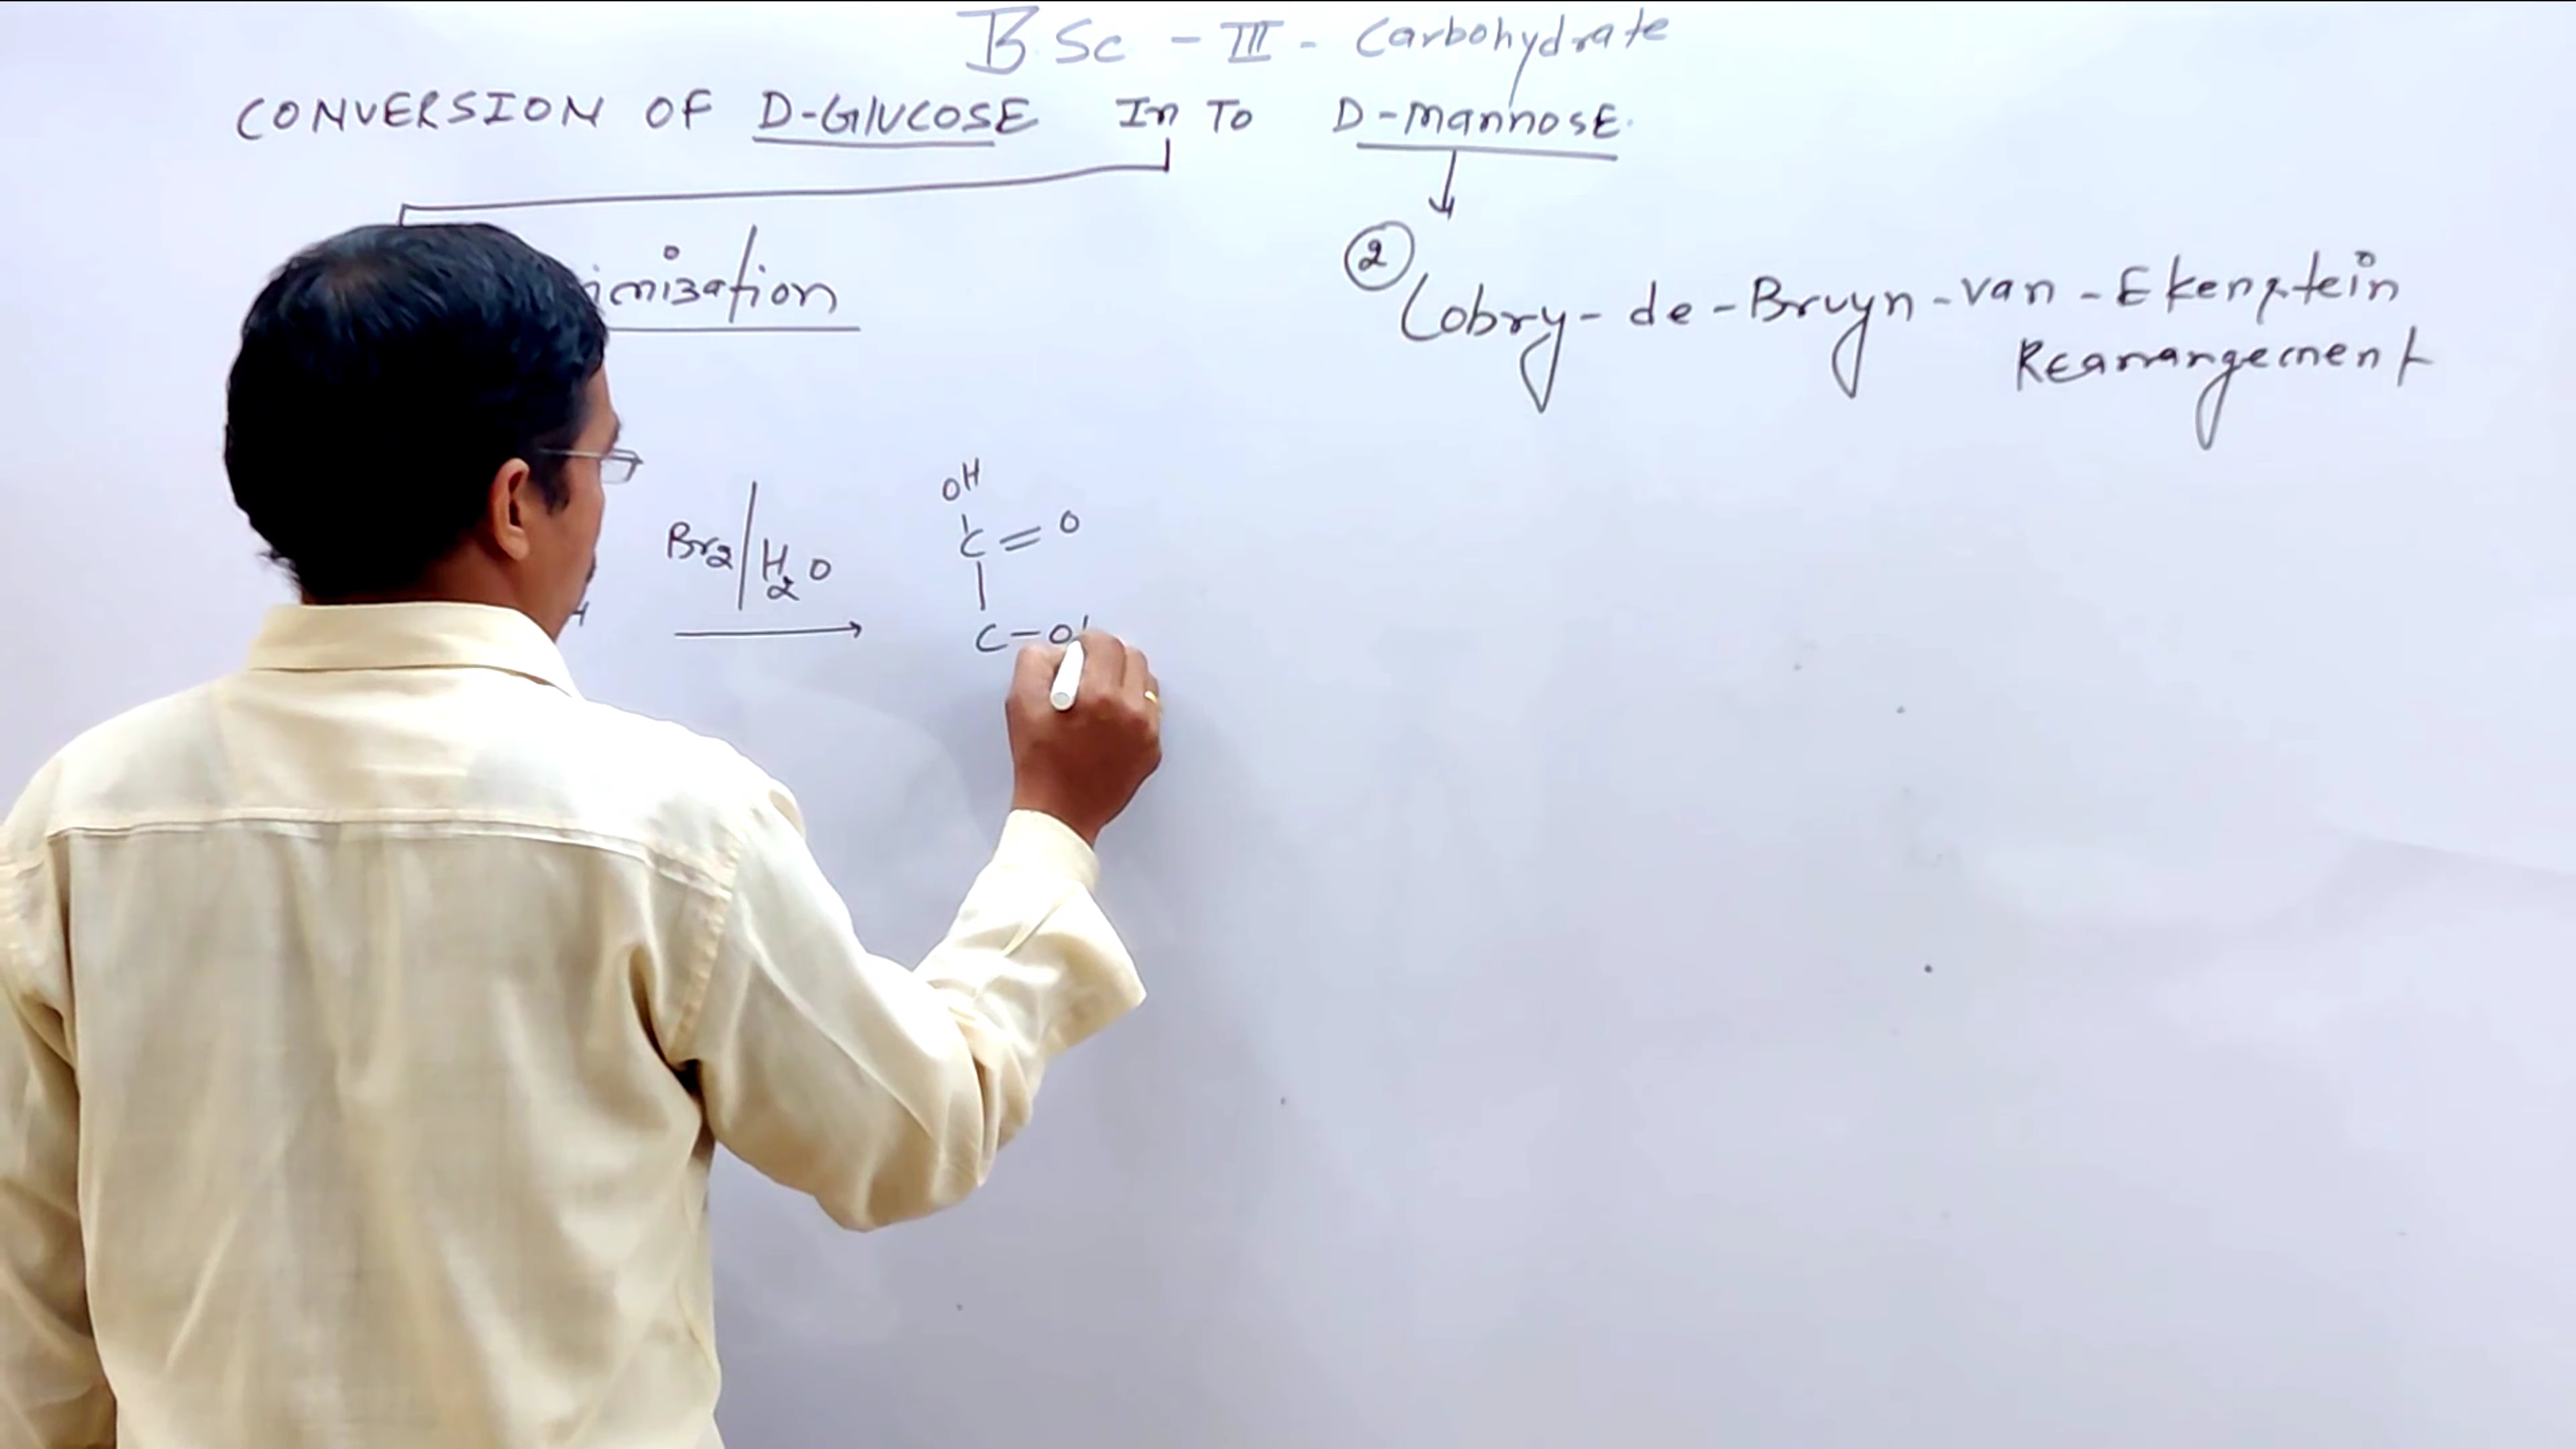 B.Sc - III - Carbohydrate
CONVERSION OF D-GlUCOSE In To D-mannosE.
②
imization
Lobry-de-Bruyn-van-Ekenstein
REarrangement
OH
Br2/H2O
C=O
C-O